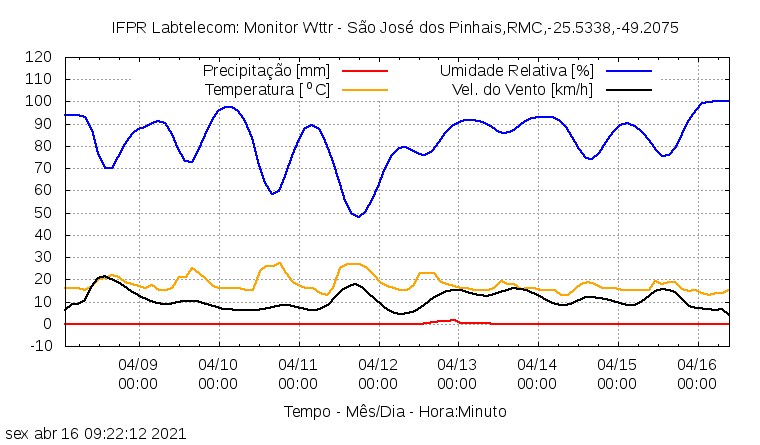 IFPR Labtelecom: Monitor Wttr - São José dos Pinhais,RMC,-25.5338,-49.2075
120
110
100
90
80
70
60
50
40
30
20
10
0
-10
Precipitação [mm]
Temperatura [⁰C]
Umidade Relativa [%]
Vel. do Vento [km/h]
04/09 04/10 04/11 04/12 04/13 04/14 04/15 04/16
00:00 00:00 00:00 00:00 00:00 00:00 00:00 00:00
Tempo - Mês/Dia - Hora:Minuto
sex abr 16 09:22:12 2021